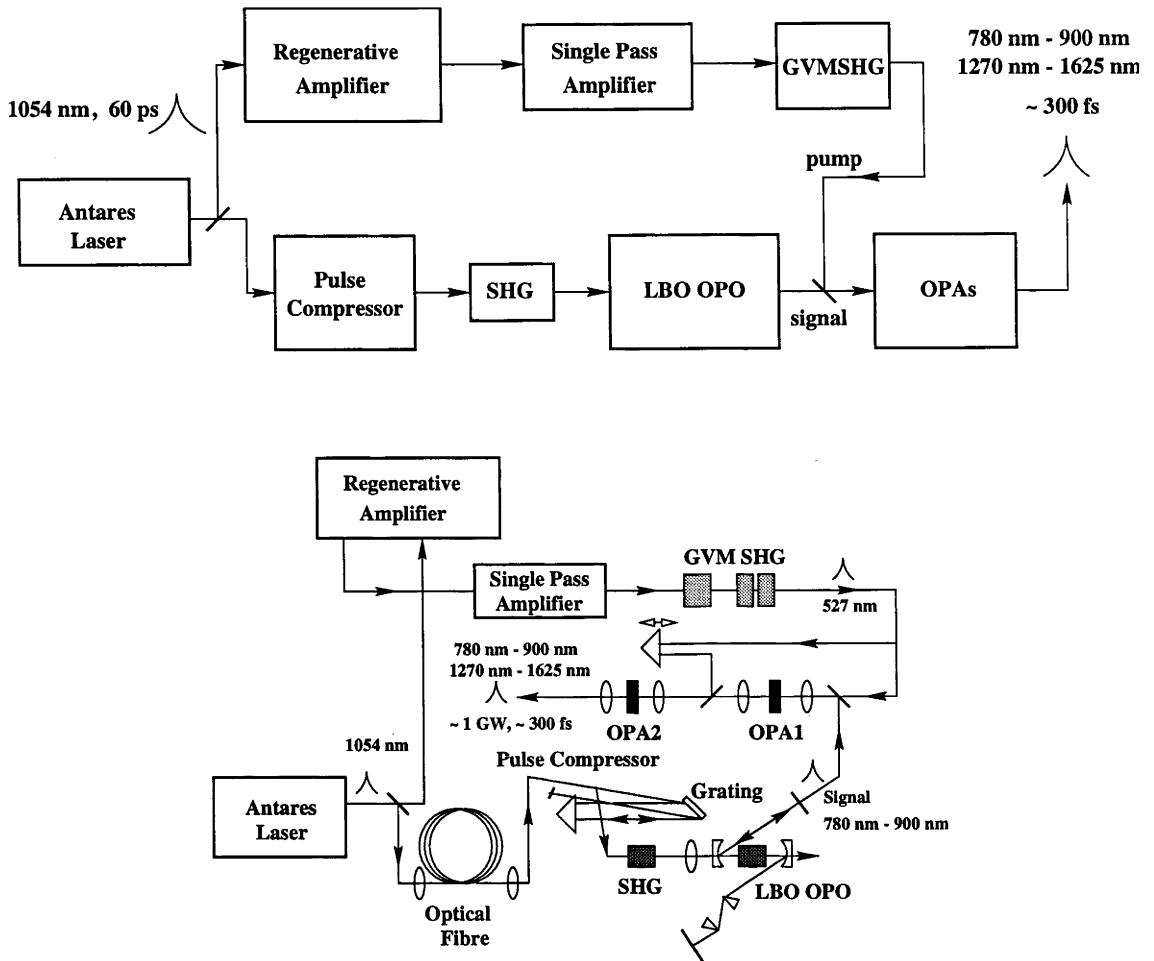 Regenerative
Amplifier
Single Pass
Amplifier
GVMSHG
780 nm - 900 nm
1270 nm - 1625 nm
~ 300 fs
1054 nm, 60 ps
pump
Antares
Laser
Pulse
Compressor
SHG
LBO OPO
signal
OPAs
Regenerative
Amplifier
Single Pass
Amplifier
GVM SHG
527 nm
780 nm - 900 nm
1270 nm - 1625 nm
~ 1 GW, ~ 300 fs
OPA2
OPA1
1054 nm
Pulse Compressor
Grating
Signal
780 nm - 900 nm
Antares
Laser
SHG
LBO OPO
Optical
Fibre